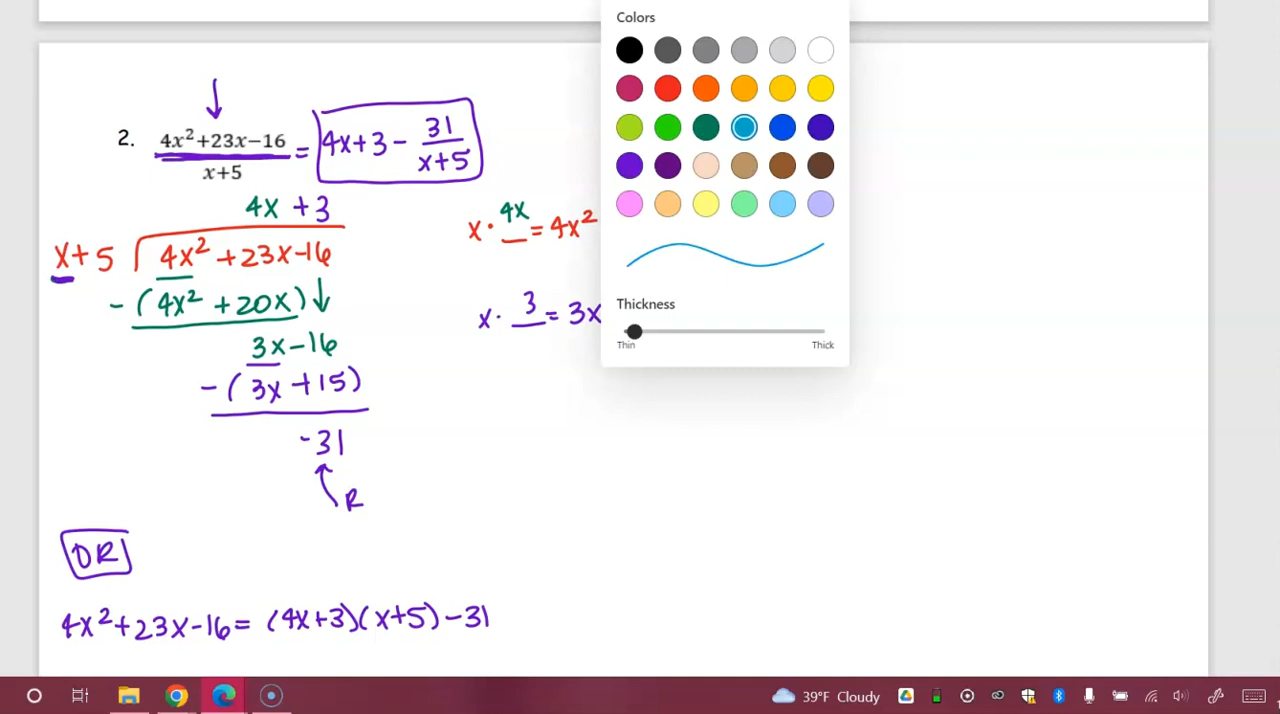 Colors
2. 4x²+23x−16 / x+5 = 4x+3 − 31 / x+5
4x +3
x+5 4x² +23x-16
-(4x² +20x)↓
3x-16
-(3x +15)
-31
R
x· 4x = 4x²
x· 3 = 3x
Thickness
Thin Thick
OR
4x²+23x-16= (4x+3)(x+5)-31
39°F Cloudy